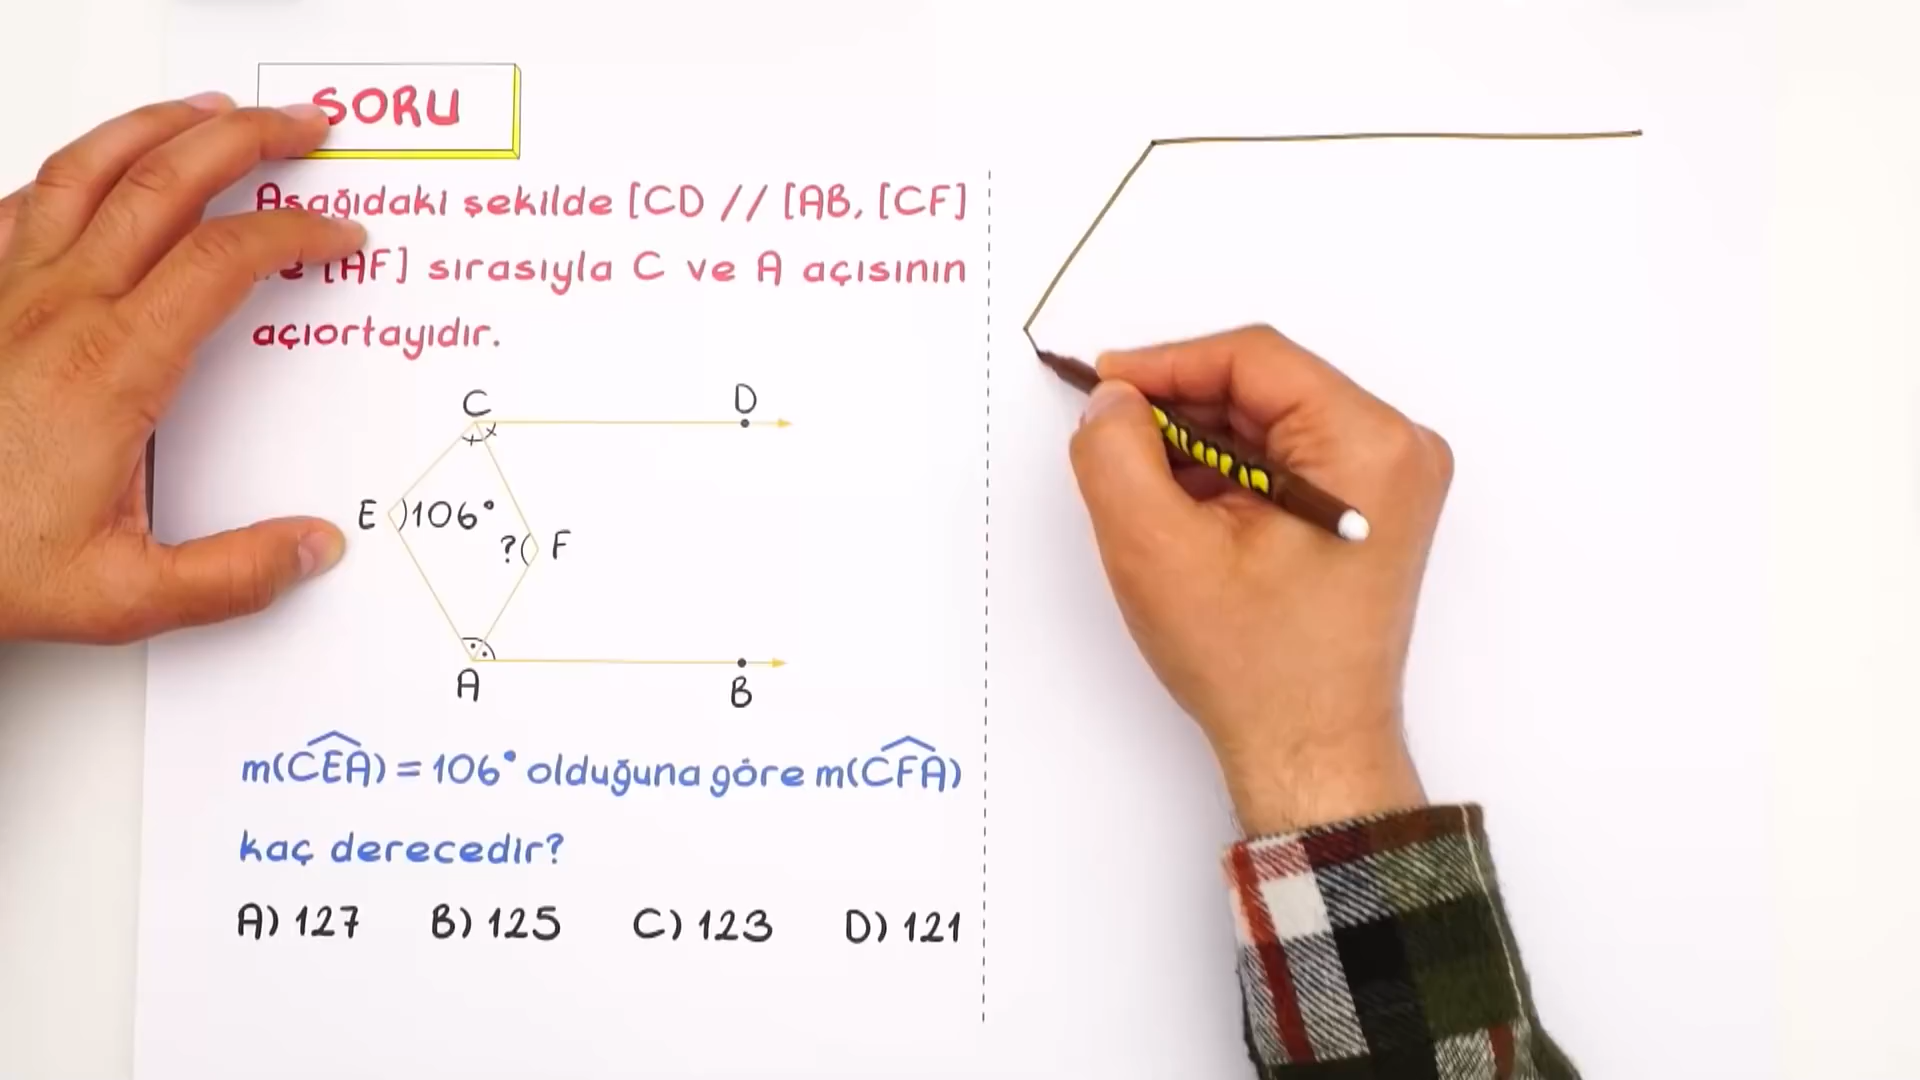 SORU
Aşağıdaki şekilde [CD // [AB, [CF]
[AF] sırasıyla C ve A açısının
açıortayıdır.
C D
E )106°
?( F
A B
m(CEA) = 106° olduğuna göre m(CFA)
kaç derecedir?
A) 127 B) 125 C) 123 D) 121